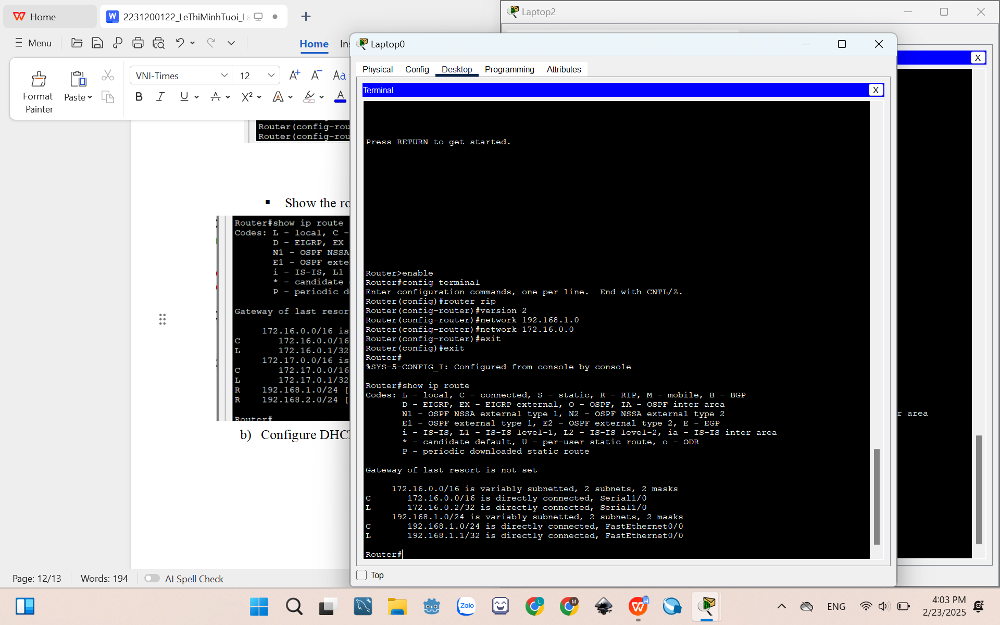 Home
2231200122_LeThiMinhTuoi_La
Laptop2
Menu
Home
Laptop0
Physical Config Desktop Programming Attributes
X
Format Painter
Paste
VNI-Times
12
Terminal
X
Router(config-rou
Router(config-rou
Show the ro
Router#show ip route
Codes: L - local, C -
D - EIGRP, EX
N1 - OSPF NSSA
E1 - OSPF exte
i - IS-IS, L1
* - candidate
P - periodic d
Gateway of last resor
172.16.0.0/16 is
C 172.16.0.0/16
L 172.16.0.1/32
172.17.0.0/16 is
C 172.17.0.0/16
L 172.17.0.1/32
R 192.168.1.0/24 [
R 192.168.2.0/24 [
Router#
b) Configure DHC
Press RETURN to get started.
Router>enable
Router#config terminal
Enter configuration commands, one per line. End with CNTL/Z.
Router(config)#router rip
Router(config-router)#version 2
Router(config-router)#network 192.168.1.0
Router(config-router)#network 172.16.0.0
Router(config-router)#exit
Router(config)#exit
Router#
%SYS-5-CONFIG_I: Configured from console by console
Router#show ip route
Codes: L - local, C - connected, S - static, R - RIP, M - mobile, B - BGP
D - EIGRP, EX - EIGRP external, O - OSPF, IA - OSPF inter area
N1 - OSPF NSSA external type 1, N2 - OSPF NSSA external type 2
E1 - OSPF external type 1, E2 - OSPF external type 2, E - EGP
i - IS-IS, L1 - IS-IS level-1, L2 - IS-IS level-2, ia - IS-IS inter area
* - candidate default, U - per-user static route, o - ODR
P - periodic downloaded static route
Gateway of last resort is not set
172.16.0.0/16 is variably subnetted, 2 subnets, 2 masks
C 172.16.0.0/16 is directly connected, Serial1/0
L 172.16.0.2/32 is directly connected, Serial1/0
192.168.1.0/24 is variably subnetted, 2 subnets, 2 masks
C 192.168.1.0/24 is directly connected, FastEthernet0/0
L 192.168.1.1/32 is directly connected, FastEthernet0/0
Router#
r area
Top
Page: 12/13 Words: 194 AI Spell Check
Zalo
ENG
4:03 PM
2/23/2025